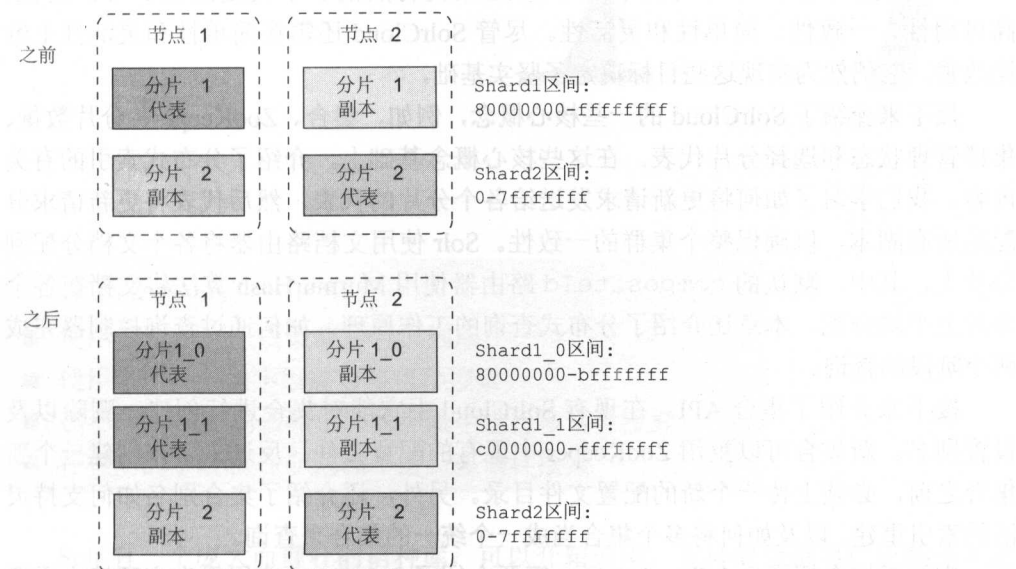 之前
节点 1
节点 2
分片 1
代表
分片 1
副本
Shard1区间:
80000000-ffffffff
分片 2
副本
分片 2
代表
Shard2区间:
0-7fffffff
之后
节点 1
节点 2
分片1_0
代表
分片 1_0
副本
Shard1_0区间:
80000000-bfffffff
分片 1_1
代表
分片 1_1
副本
Shard1_1区间:
c0000000-ffffffff
分片 2
副本
分片 2
代表
Shard2区间:
0-7fffffff